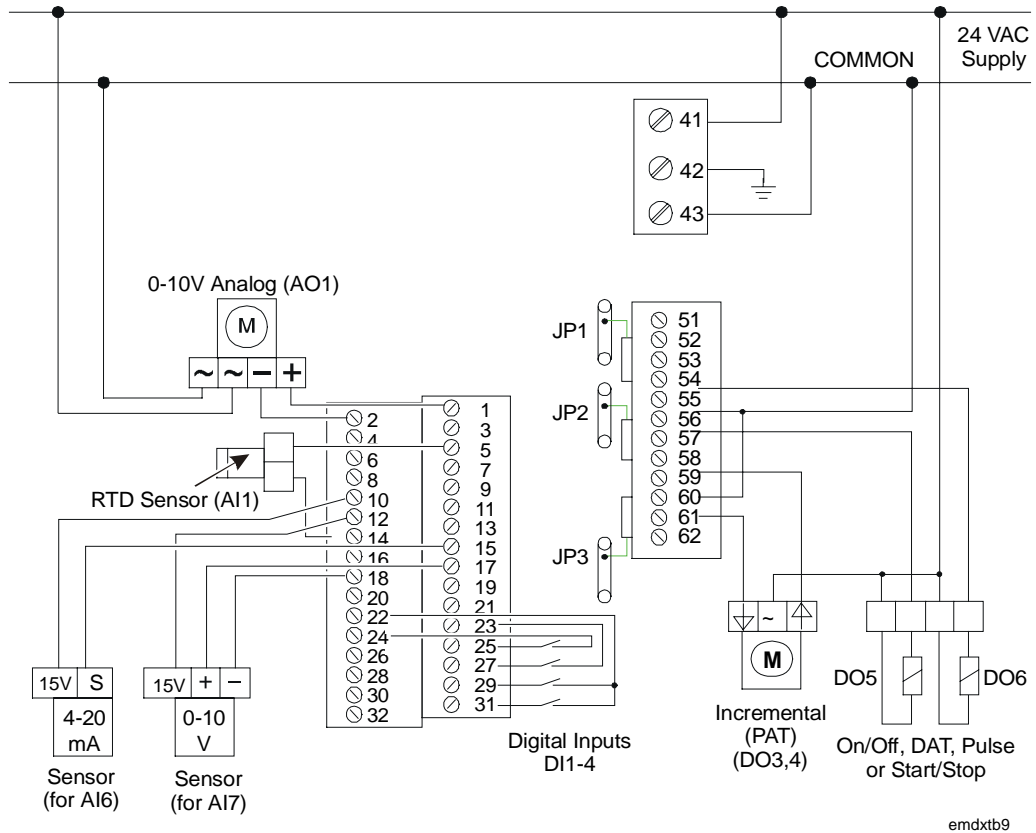 24 VAC
Supply
COMMON
41
42
43
0-10V Analog (AO1)
M
~ ~ − +
JP1
JP2
JP3
51
52
53
54
55
56
57
58
59
60
61
62
2
4
6
8
10
12
14
16
18
20
22
24
26
28
30
32
1
3
5
7
9
11
13
15
17
19
21
23
25
27
29
31
RTD Sensor (AI1)
15V S
4-20
mA
Sensor
(for AI6)
15V + −
0-10
V
Sensor
(for AI7)
Digital Inputs
DI1-4
~
M
Incremental
(PAT)
(DO3,4)
DO5
DO6
On/Off, DAT, Pulse
or Start/Stop
emdxtb9